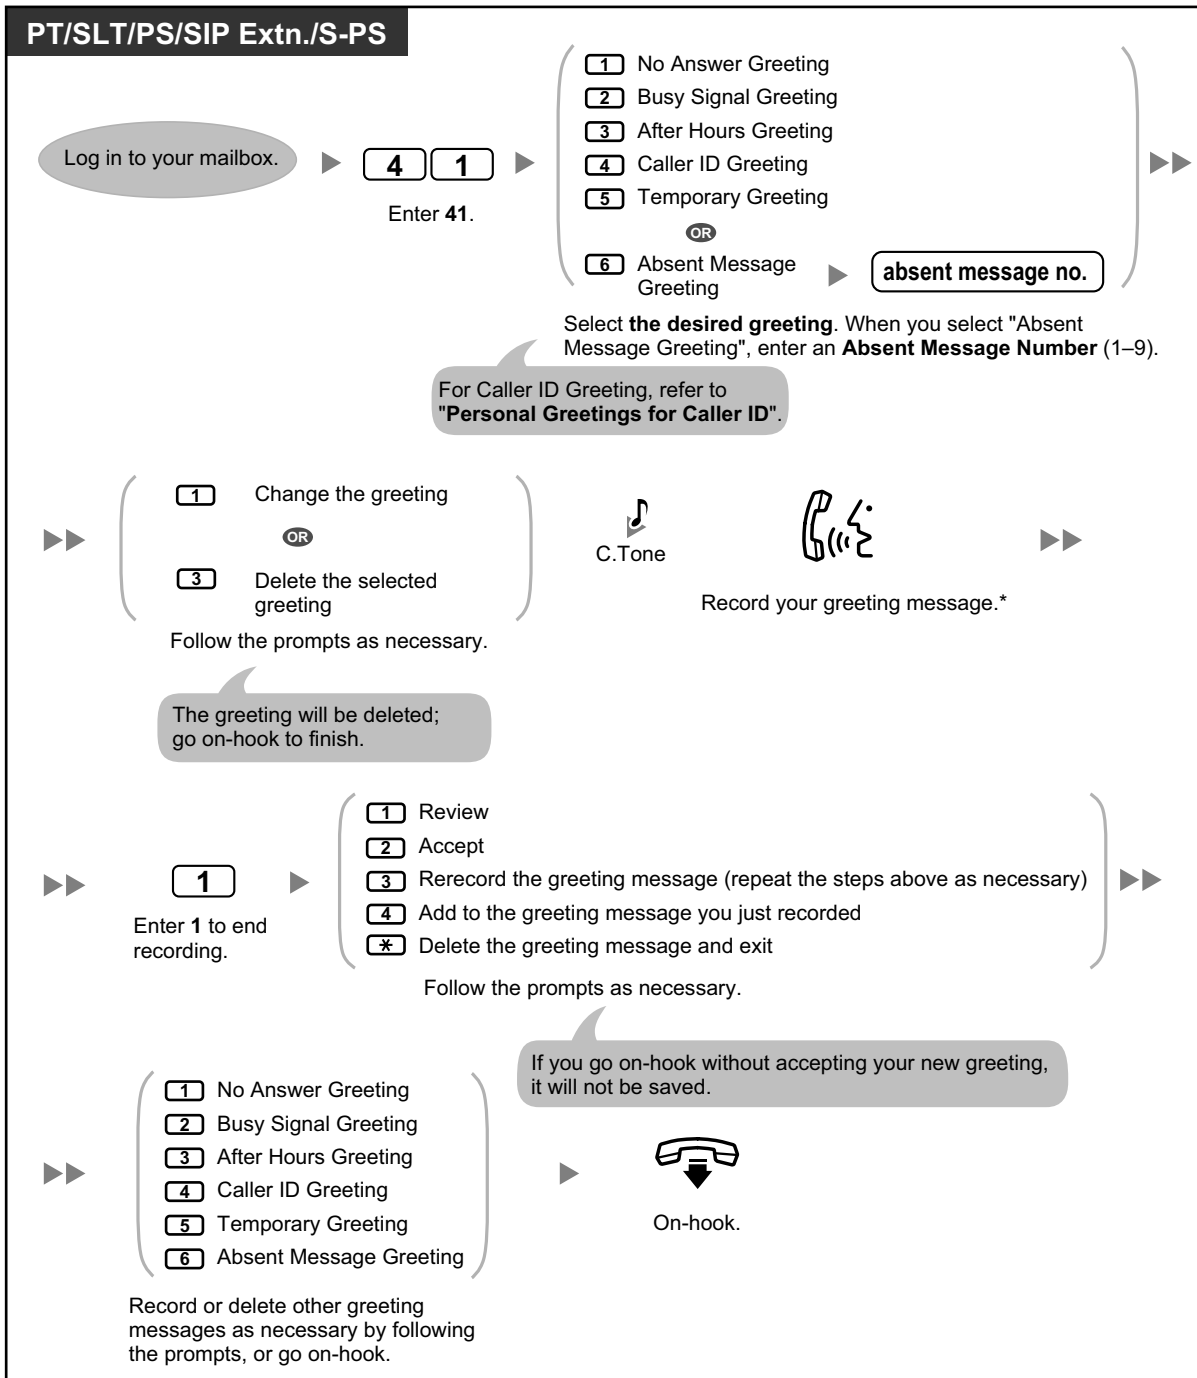 PT/SLT/PS/SIP Extn./S-PS
Log in to your mailbox.
4 1
Enter 41.
1 No Answer Greeting
2 Busy Signal Greeting
3 After Hours Greeting
4 Caller ID Greeting
5 Temporary Greeting
OR
6 Absent Message
Greeting
absent message no.
Select the desired greeting. When you select "Absent
Message Greeting", enter an Absent Message Number (1–9).
For Caller ID Greeting, refer to
"Personal Greetings for Caller ID".
1 Change the greeting
OR
3 Delete the selected
greeting
Follow the prompts as necessary.
The greeting will be deleted;
go on-hook to finish.
C.Tone
Record your greeting message.*
1
Enter 1 to end
recording.
1 Review
2 Accept
3 Rerecord the greeting message (repeat the steps above as necessary)
4 Add to the greeting message you just recorded
* Delete the greeting message and exit
Follow the prompts as necessary.
If you go on-hook without accepting your new greeting,
it will not be saved.
1 No Answer Greeting
2 Busy Signal Greeting
3 After Hours Greeting
4 Caller ID Greeting
5 Temporary Greeting
6 Absent Message Greeting
Record or delete other greeting
messages as necessary by following
the prompts, or go on-hook.
On-hook.